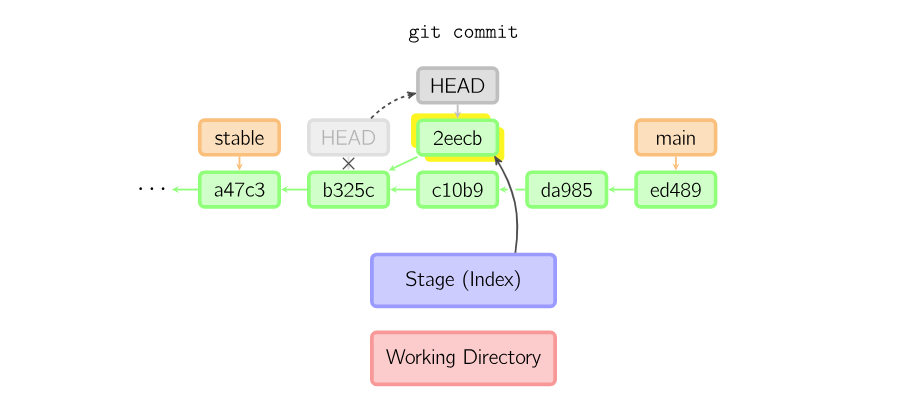 git commit
HEAD
stable
HEAD
2eecb
main
...
a47c3
b325c
c10b9
da985
ed489
Stage (Index)
Working Directory